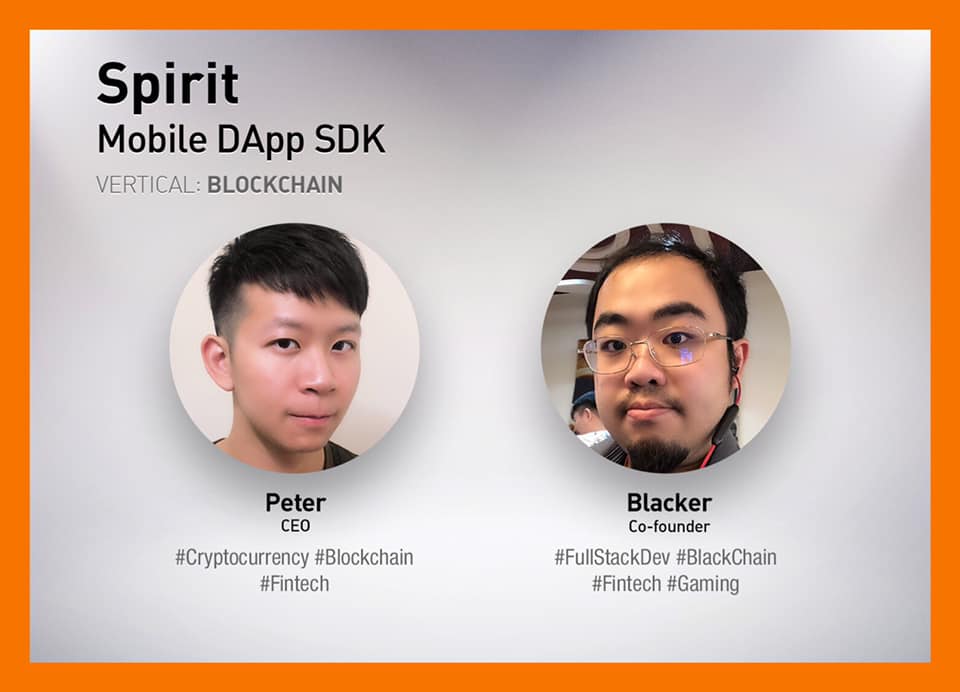 Spirit
Mobile DApp SDK
VERTICAL: BLOCKCHAIN
Peter
CEO
#Cryptocurrency #Blockchain
#Fintech
Blacker
Co-founder
#FullStackDev #BlackChain
#Fintech #Gaming